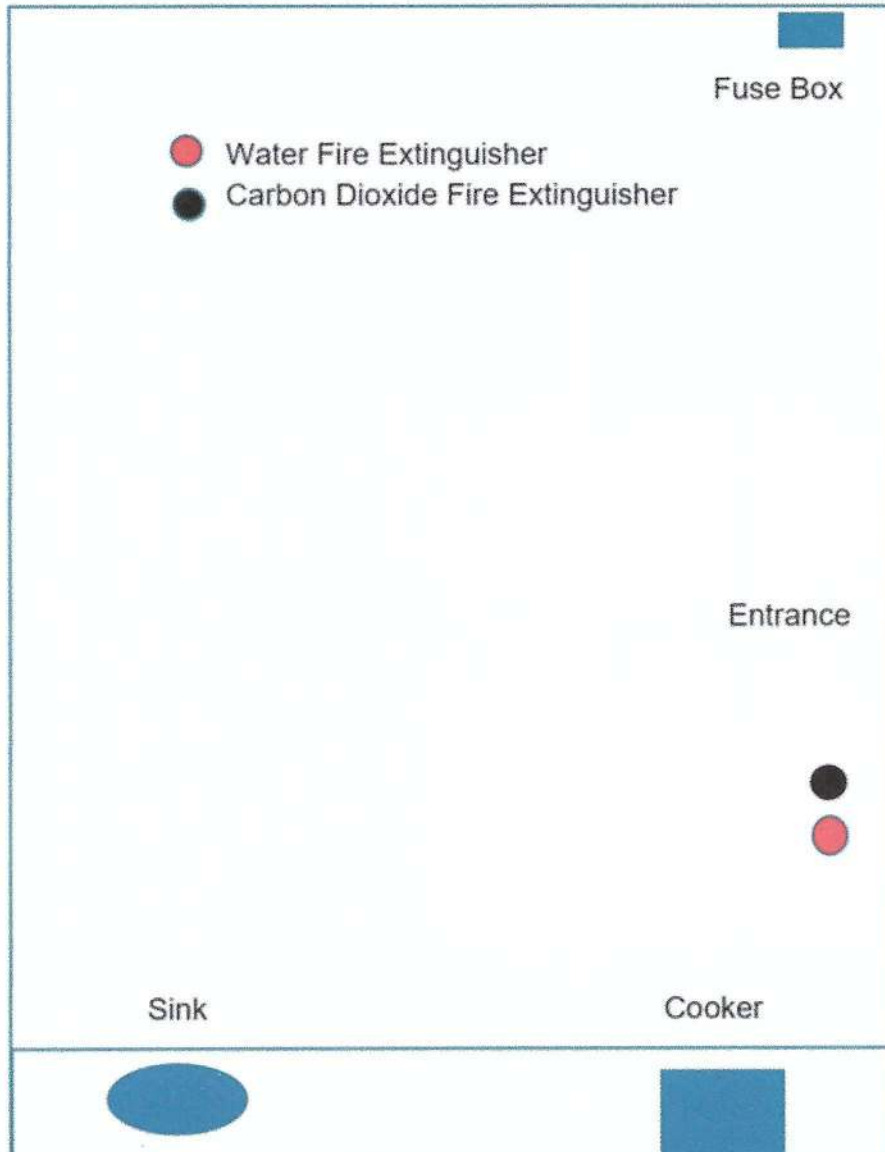 Fuse Box
Water Fire Extinguisher
Carbon Dioxide Fire Extinguisher
Entrance
Sink
Cooker